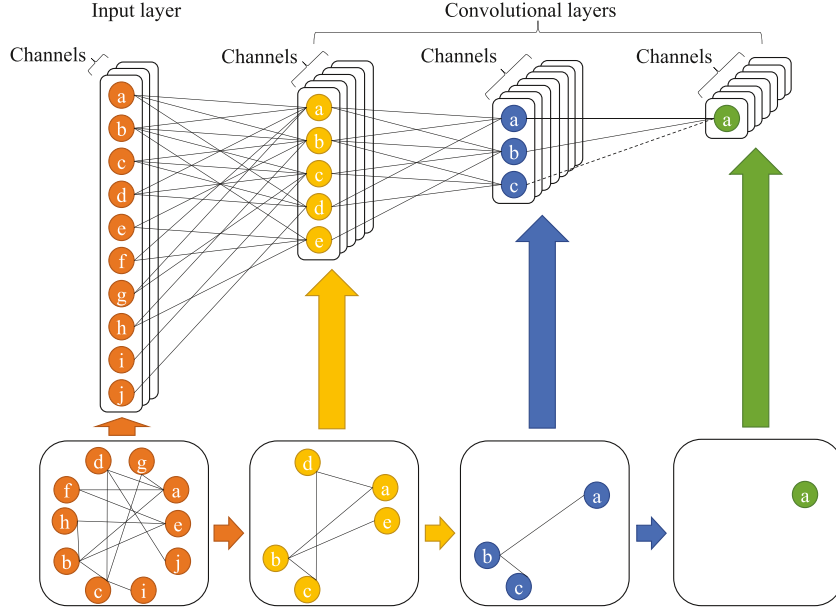 Input layer
Convolutional layers
Channels
Channels
Channels
Channels
a
b
c
d
e
f
g
h
i
j
a
b
c
d
e
a
b
c
a
d g
f a
h e
b j
c i
d
a
e
b
c
a
b
c
a